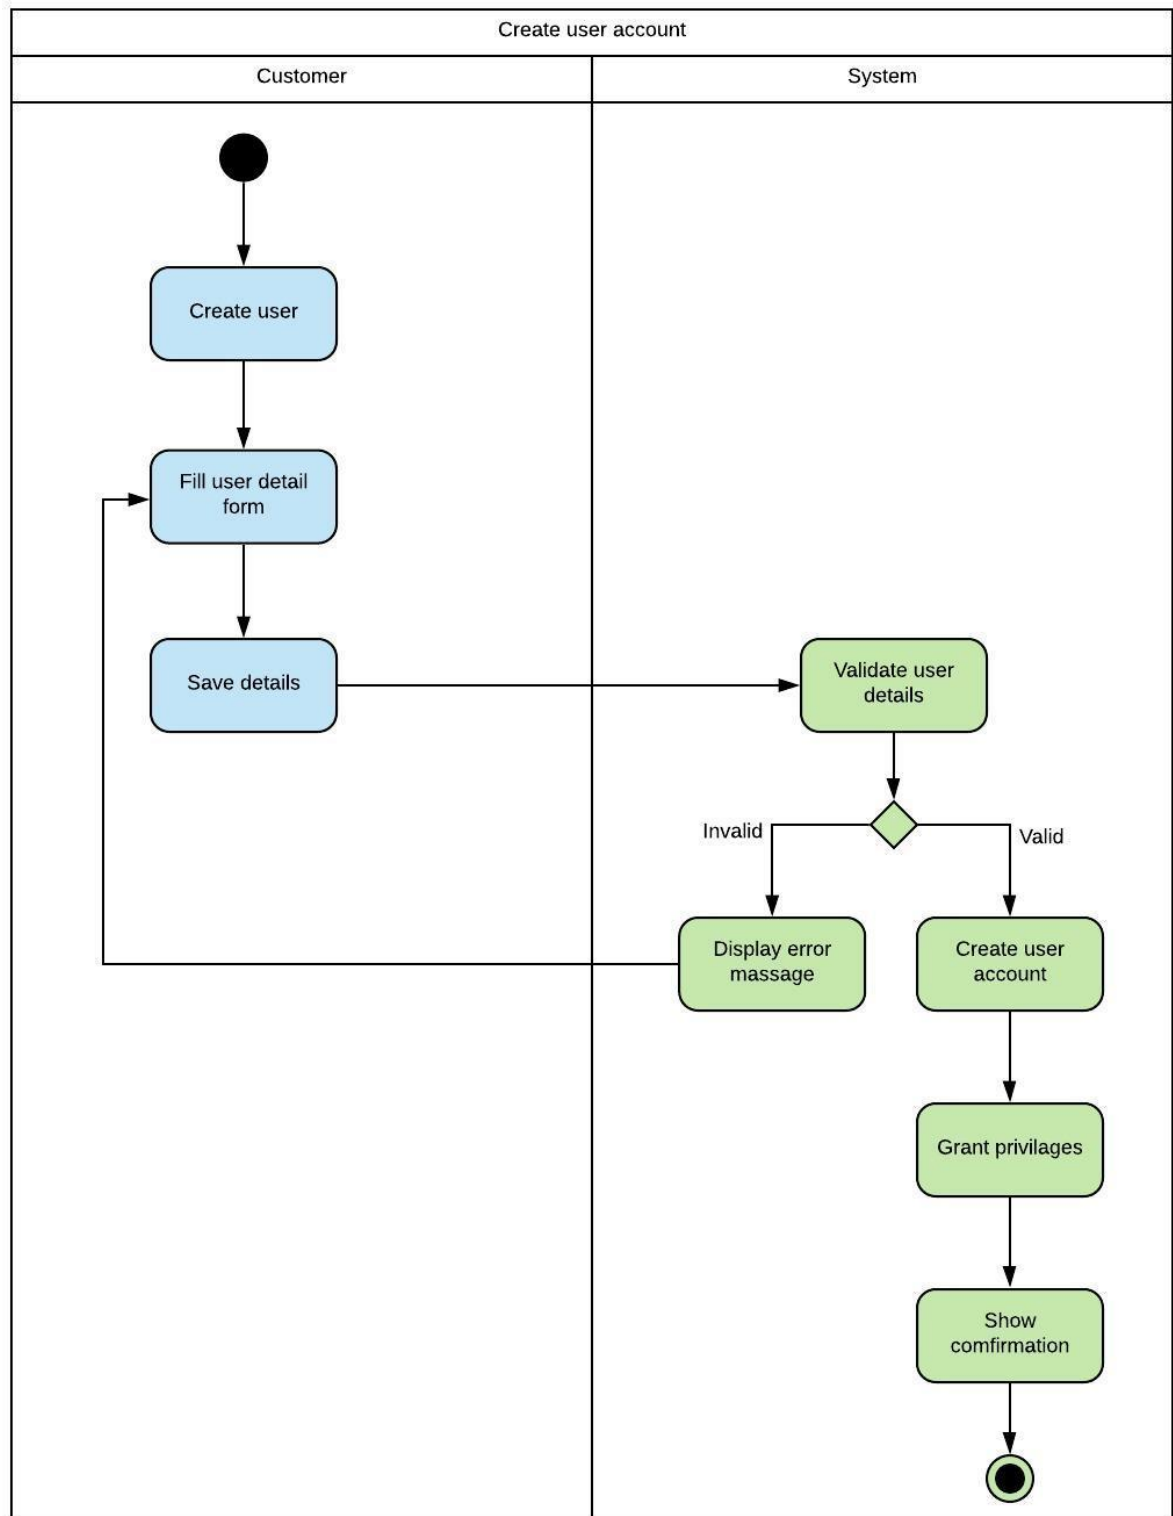 Create user account
Customer
System
Create user
Fill user detail
form
Save details
Validate user
details
Invalid
Valid
Display error
massage
Create user
account
Grant privilages
Show
comfirmation